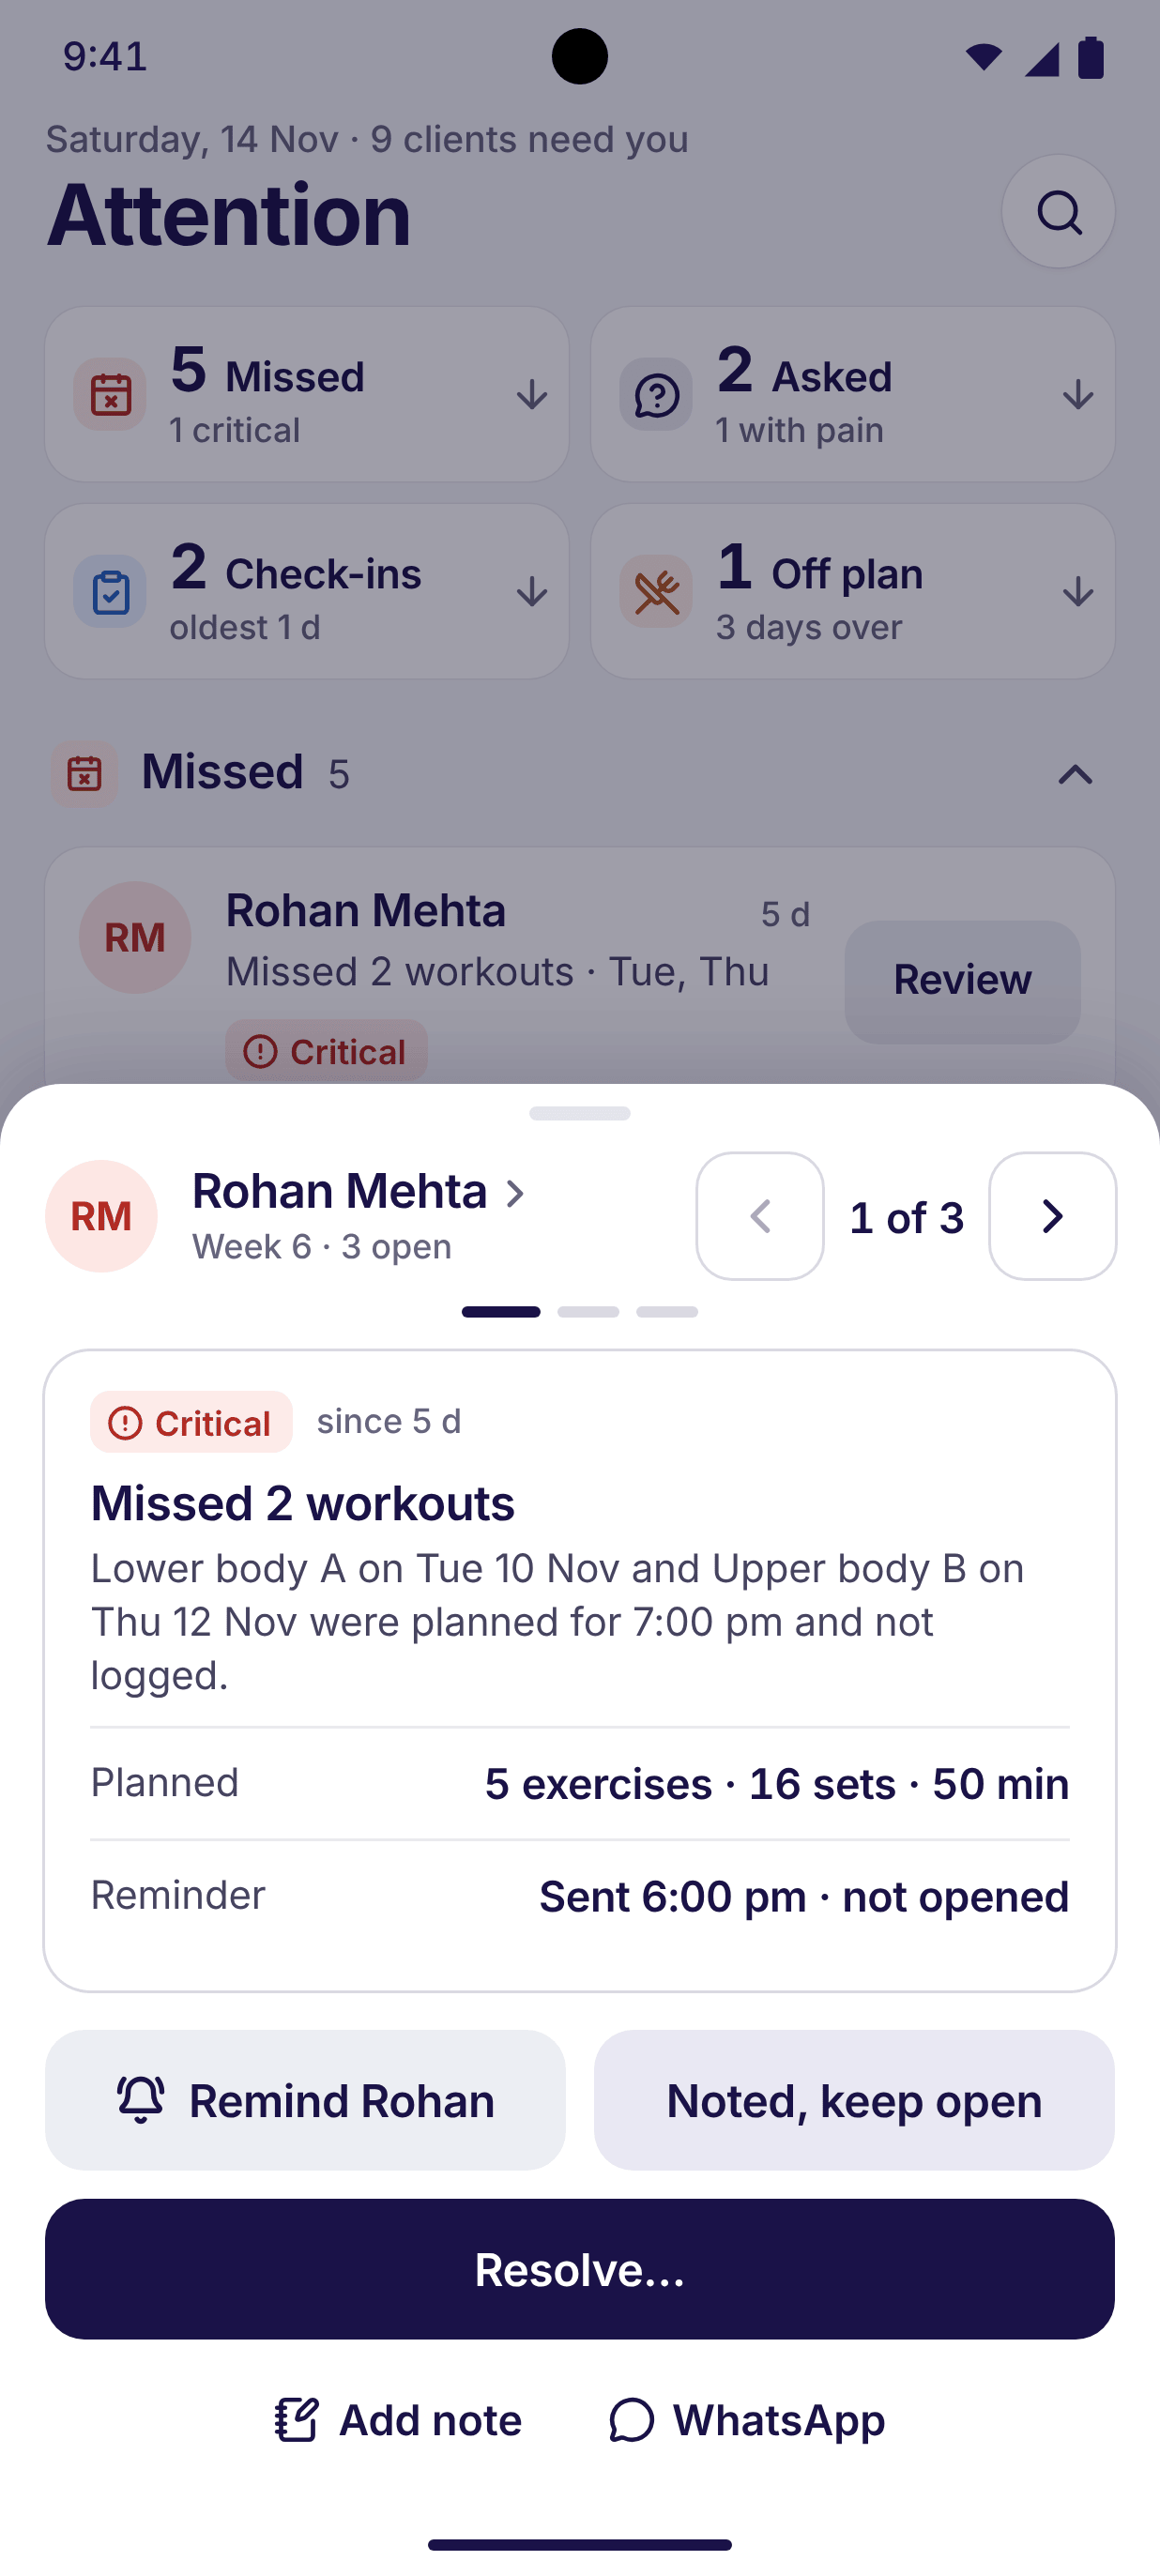 9:41
Saturday, 14 Nov · 9 clients need you
Attention
5 Missed
1 critical
2 Asked
1 with pain
2 Check-ins
oldest 1 d
1 Off plan
3 days over
Missed 5
RM
Rohan Mehta
5 d
Missed 2 workouts · Tue, Thu
Critical
Review
RM
Rohan Mehta
Week 6 · 3 open
1 of 3
Critical
since 5 d
Missed 2 workouts
Lower body A on Tue 10 Nov and Upper body B on
Thu 12 Nov were planned for 7:00 pm and not
logged.
Planned
5 exercises · 16 sets · 50 min
Reminder
Sent 6:00 pm · not opened
Remind Rohan
Noted, keep open
Resolve...
Add note
WhatsApp